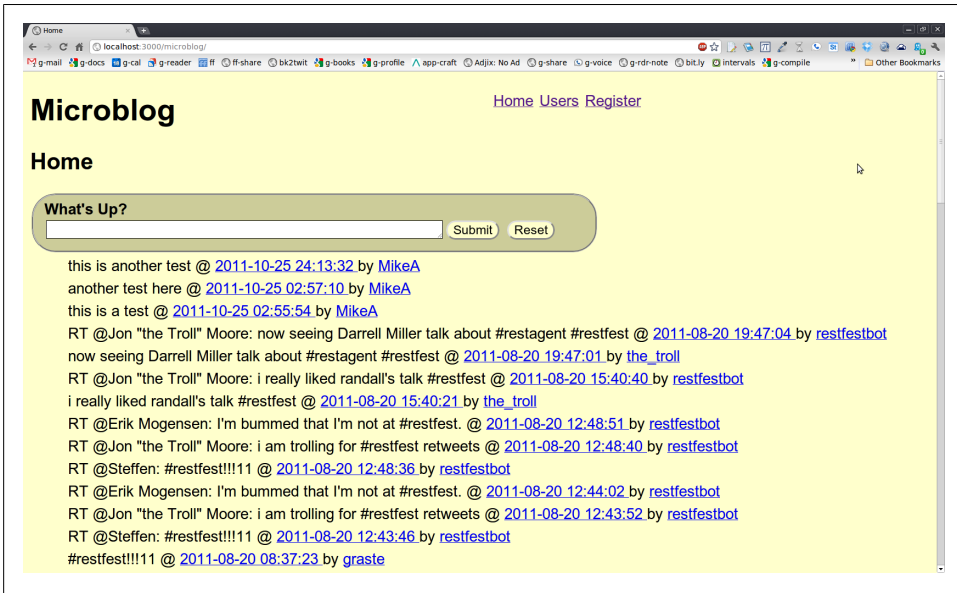 Home
localhost:3000/microblog/
g-mail g-docs g-cal g-reader ff ff-share bk2twit g-books g-profile app-craft Adjix: No Ad g-share g-voice g-rdr-note bit.ly intervals g-compile » Other Bookmarks
Microblog
Home Users Register
Home
What's Up?
Submit Reset
this is another test @ 2011-10-25 24:13:32 by MikeA
another test here @ 2011-10-25 02:57:10 by MikeA
this is a test @ 2011-10-25 02:55:54 by MikeA
RT @Jon "the Troll" Moore: now seeing Darrell Miller talk about #restagent #restfest @ 2011-08-20 19:47:04 by restfestbot
now seeing Darrell Miller talk about #restagent #restfest @ 2011-08-20 19:47:01 by the_troll
RT @Jon "the Troll" Moore: i really liked randall's talk #restfest @ 2011-08-20 15:40:40 by restfestbot
i really liked randall's talk #restfest @ 2011-08-20 15:40:21 by the_troll
RT @Erik Mogensen: I'm bummed that I'm not at #restfest. @ 2011-08-20 12:48:51 by restfestbot
RT @Jon "the Troll" Moore: i am trolling for #restfest retweets @ 2011-08-20 12:48:40 by restfestbot
RT @Steffen: #restfest!!!11 @ 2011-08-20 12:48:36 by restfestbot
RT @Erik Mogensen: I'm bummed that I'm not at #restfest. @ 2011-08-20 12:44:02 by restfestbot
RT @Jon "the Troll" Moore: i am trolling for #restfest retweets @ 2011-08-20 12:43:52 by restfestbot
RT @Steffen: #restfest!!!11 @ 2011-08-20 12:43:46 by restfestbot
#restfest!!!11 @ 2011-08-20 08:37:23 by graste